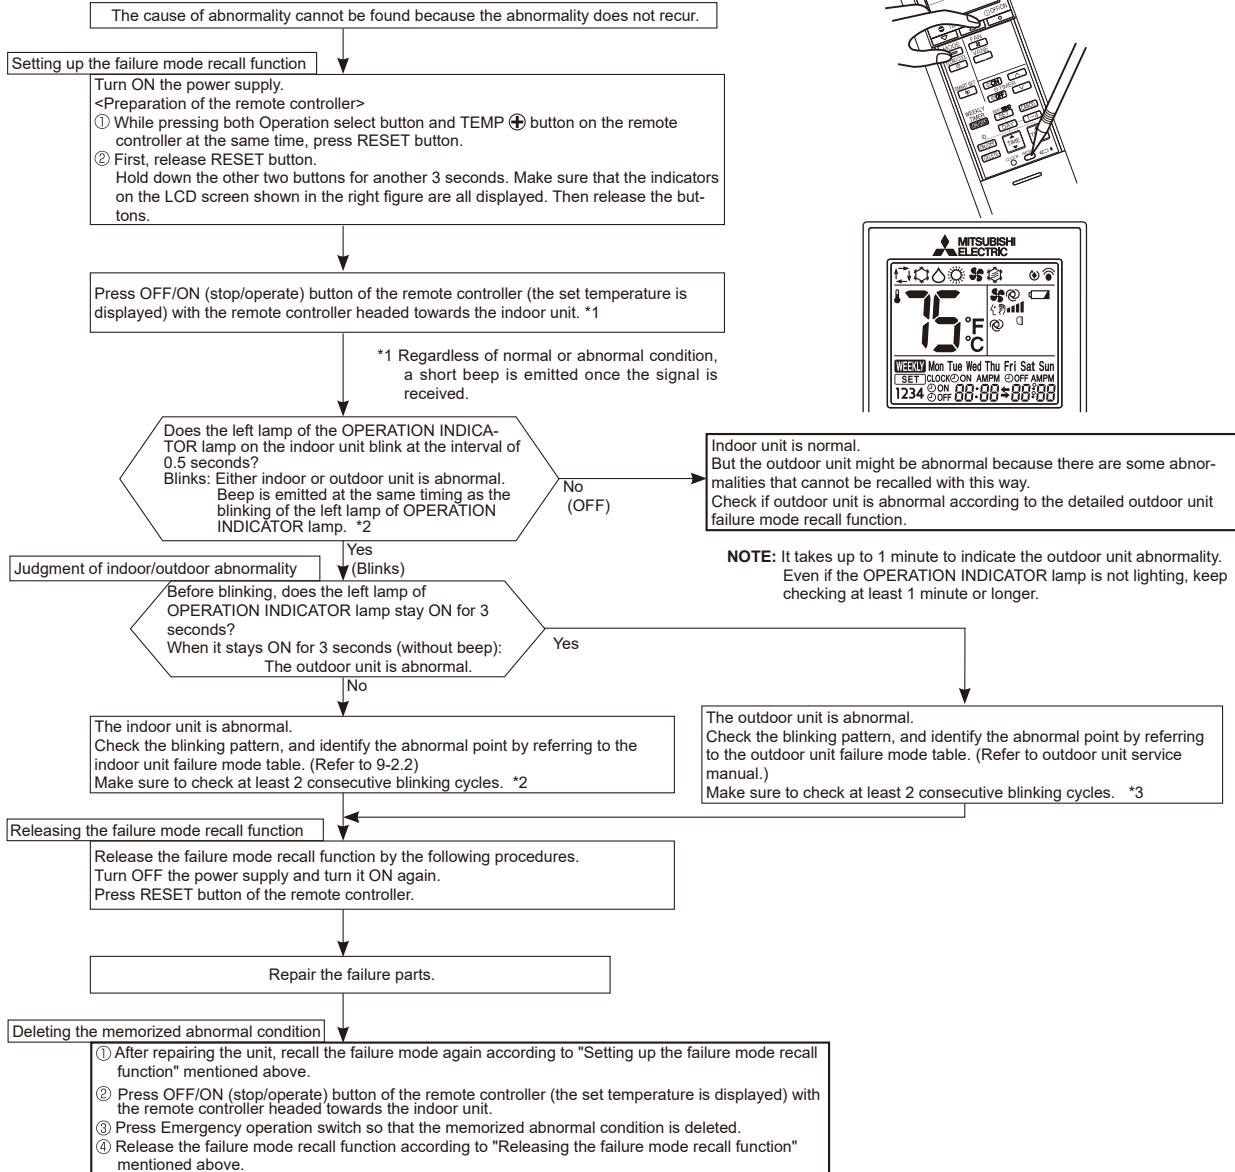 The cause of abnormality cannot be found because the abnormality does not recur.
Setting up the failure mode recall function
Turn ON the power supply.
<Preparation of the remote controller>
① While pressing both Operation select button and TEMP ⊕ button on the remote
controller at the same time, press RESET button.
② First, release RESET button.
Hold down the other two buttons for another 3 seconds. Make sure that the indicators
on the LCD screen shown in the right figure are all displayed. Then release the but-
tons.
OFF/ON
MODE
FAN
VANE
SMART SET
ON
TIMER
OFF
WEEKLY
TIMER
TIME
CLOCK
MITSUBISHI
ELECTRIC
75 °F
°C
WEEKLY Mon Tue Wed Thu Fri Sat Sun
SET CLOCK ON AMPM OFF AMPM
1234 ON OFF 88:88 88:88
Press OFF/ON (stop/operate) button of the remote controller (the set temperature is
displayed) with the remote controller headed towards the indoor unit. *1
*1 Regardless of normal or abnormal condition,
a short beep is emitted once the signal is
received.
Does the left lamp of the OPERATION INDICA-
TOR lamp on the indoor unit blink at the interval of
0.5 seconds?
Blinks: Either indoor or outdoor unit is abnormal.
Beep is emitted at the same timing as the
blinking of the left lamp of OPERATION
INDICATOR lamp. *2
No
(OFF)
Indoor unit is normal.
But the outdoor unit might be abnormal because there are some abnor-
malities that cannot be recalled with this way.
Check if outdoor unit is abnormal according to the detailed outdoor unit
failure mode recall function.
NOTE: It takes up to 1 minute to indicate the outdoor unit abnormality.
Even if the OPERATION INDICATOR lamp is not lighting, keep
checking at least 1 minute or longer.
Yes
(Blinks)
Judgment of indoor/outdoor abnormality
Before blinking, does the left lamp of
OPERATION INDICATOR lamp stay ON for 3
seconds?
When it stays ON for 3 seconds (without beep):
The outdoor unit is abnormal.
Yes
No
The indoor unit is abnormal.
Check the blinking pattern, and identify the abnormal point by referring to the
indoor unit failure mode table. (Refer to 9-2.2)
Make sure to check at least 2 consecutive blinking cycles. *2
The outdoor unit is abnormal.
Check the blinking pattern, and identify the abnormal point by referring
to the outdoor unit failure mode table. (Refer to outdoor unit service
manual.)
Make sure to check at least 2 consecutive blinking cycles. *3
Releasing the failure mode recall function
Release the failure mode recall function by the following procedures.
Turn OFF the power supply and turn it ON again.
Press RESET button of the remote controller.
Repair the failure parts.
Deleting the memorized abnormal condition
① After repairing the unit, recall the failure mode again according to "Setting up the failure mode recall
function" mentioned above.
② Press OFF/ON (stop/operate) button of the remote controller (the set temperature is displayed) with
the remote controller headed towards the indoor unit.
③ Press Emergency operation switch so that the memorized abnormal condition is deleted.
④ Release the failure mode recall function according to "Releasing the failure mode recall function"
mentioned above.